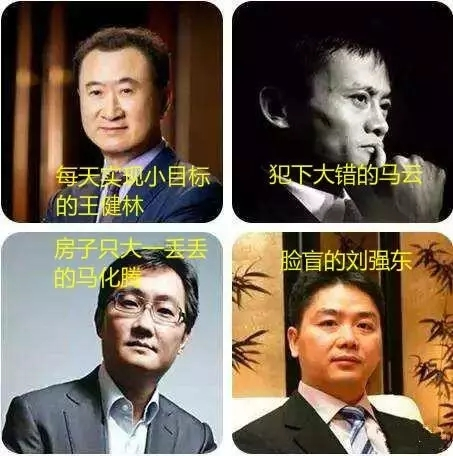 每天实现小目标
的王健林
犯下大错的马云
房子只大一丢丢
的马化腾
脸盲的刘强东